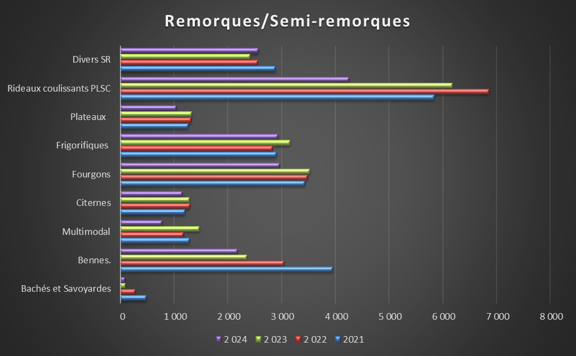 Remorques/Semi-remorques
Divers SR
Rideaux coulissants PLSC
Plateaux
Frigorifiques
Fourgons
Citernes
Multimodal
Bennes.
Bachés et Savoyardes
0 1 000 2 000 3 000 4 000 5 000 6 000 7 000 8 000
2 024 2 023 2 022 2021